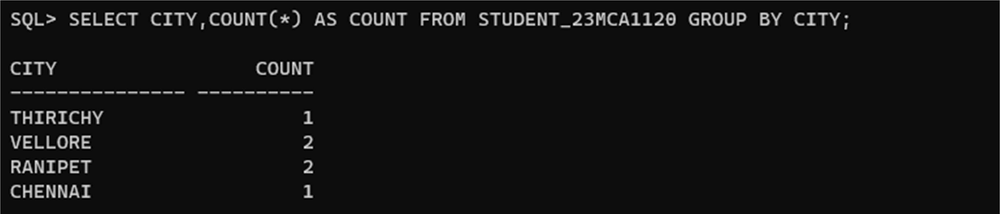 SQL> SELECT CITY,COUNT(*) AS COUNT FROM STUDENT_23MCA1120 GROUP BY CITY;
CITY                 COUNT
--------------- ----------
THIRICHY                 1
VELLORE                  2
RANIPET                  2
CHENNAI                  1